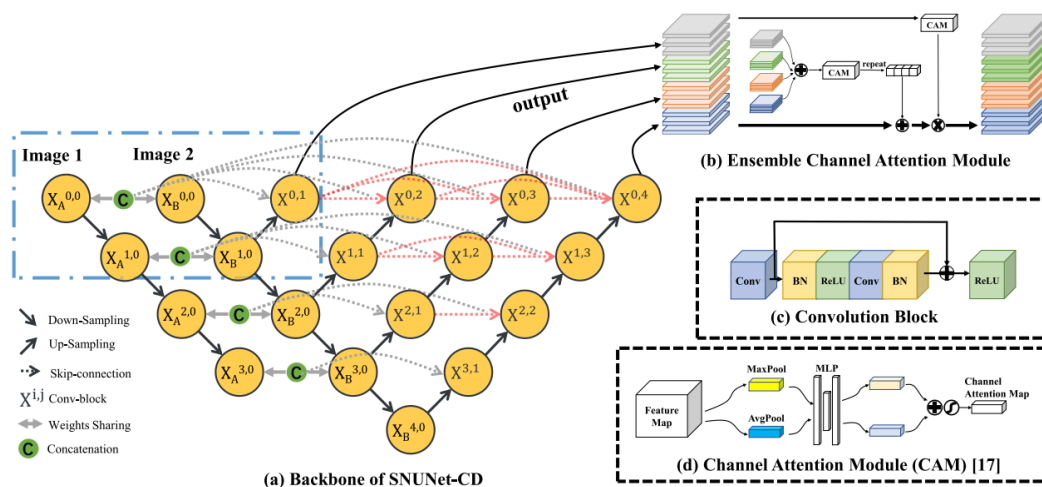 Image 1
Image 2
output
X_A^{0,0}
C
X_B^{0,0}
X^{0,1}
X^{0,2}
X^{0,3}
X^{0,4}
X_A^{1,0}
C
X_B^{1,0}
X^{1,1}
X^{1,2}
X^{1,3}
X_A^{2,0}
C
X_B^{2,0}
X^{2,1}
X^{2,2}
X_A^{3,0}
C
X_B^{3,0}
X^{3,1}
X_B^{4,0}
Down-Sampling
Up-Sampling
Skip-connection
X^{i,j} Conv-block
Weights Sharing
C Concatenation
(a) Backbone of SNUNet-CD
CAM
CAM
repeat
(b) Ensemble Channel Attention Module
Conv
BN
ReLU
Conv
BN
ReLU
(c) Convolution Block
Feature
Map
MaxPool
AvgPool
MLP
Channel
Attention Map
(d) Channel Attention Module (CAM) [17]